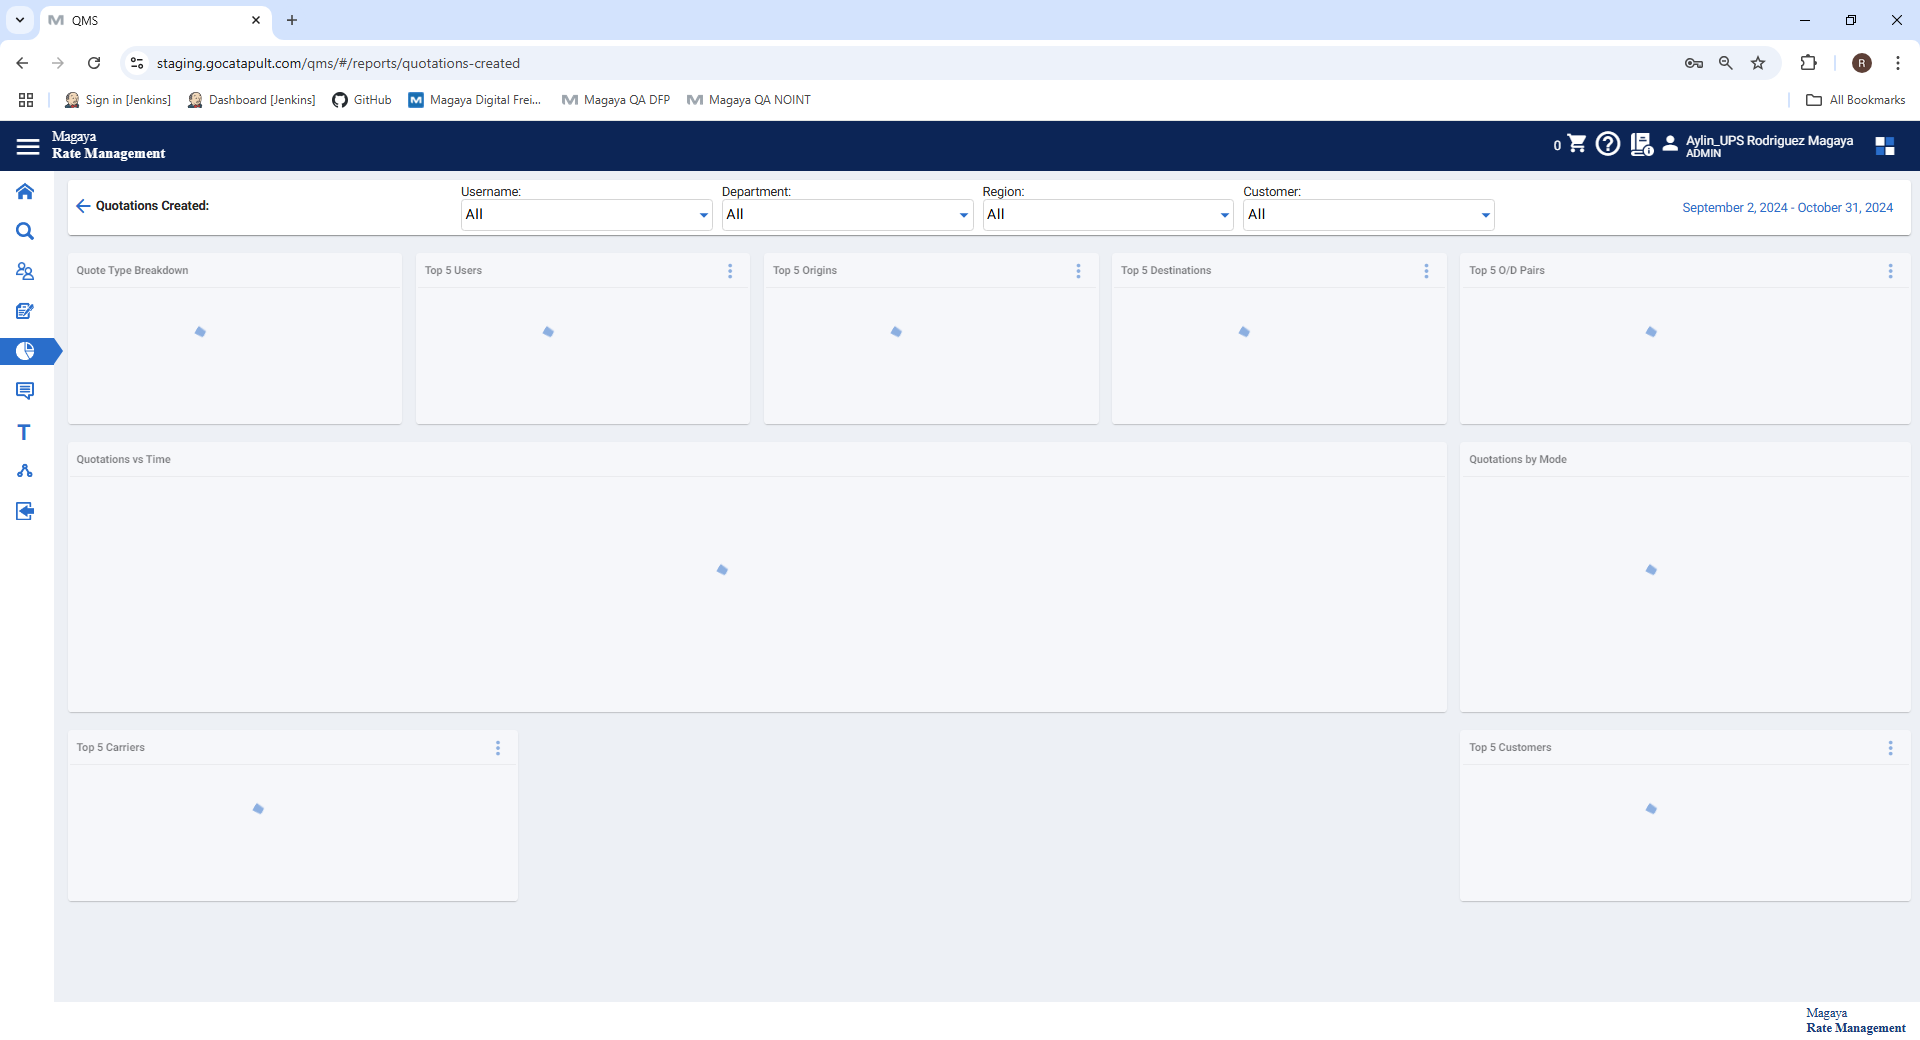 QMS
staging.gocatapult.com/qms/#/reports/quotations-created
R
Sign in [Jenkins]
Dashboard [Jenkins]
GitHub
Magaya Digital Frei...
Magaya QA DFP
Magaya QA NOINT
All Bookmarks
Magaya
Rate Management
0
Aylin_UPS Rodriguez Magaya
ADMIN
Quotations Created:
Username:
All
Department:
All
Region:
All
Customer:
All
September 2, 2024 - October 31, 2024
Quote Type Breakdown
Top 5 Users
Top 5 Origins
Top 5 Destinations
Top 5 O/D Pairs
Quotations vs Time
Quotations by Mode
Top 5 Carriers
Top 5 Customers
Magaya
Rate Management